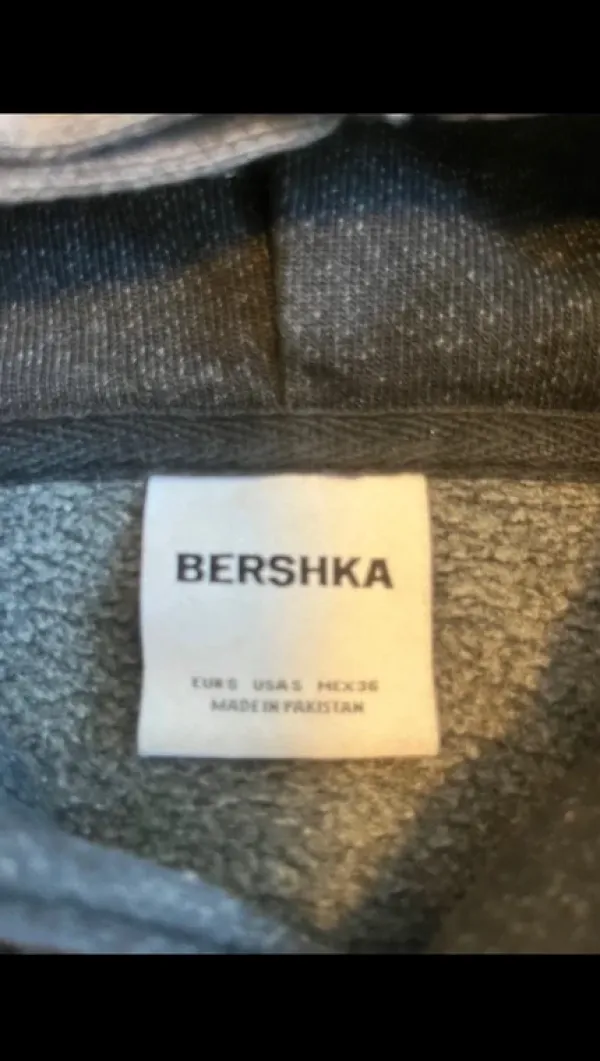 BERSHKA
EUR S USA S MEX 36
MADE IN PAKISTAN